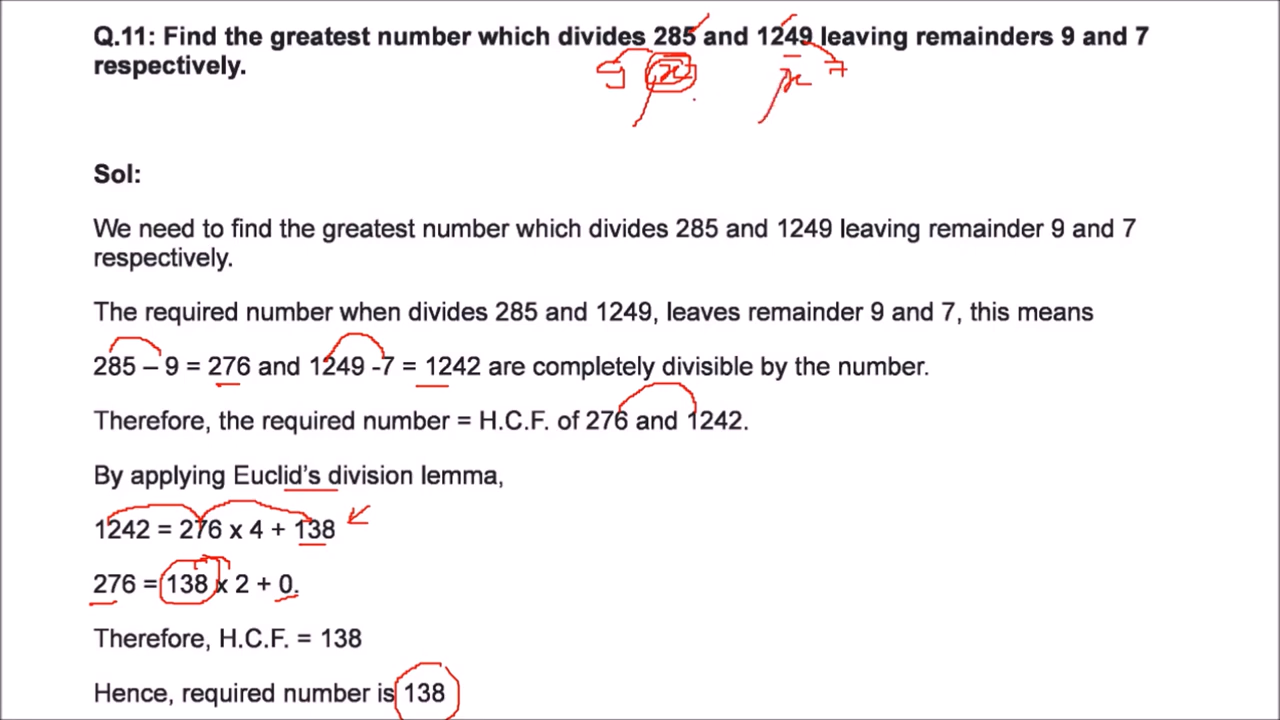 Q.11: Find the greatest number which divides 285 and 1249 leaving remainders 9 and 7
respectively.
9 x x 7
Sol:
We need to find the greatest number which divides 285 and 1249 leaving remainder 9 and 7
respectively.
The required number when divides 285 and 1249, leaves remainder 9 and 7, this means
285 – 9 = 276 and 1249 -7 = 1242 are completely divisible by the number.
Therefore, the required number = H.C.F. of 276 and 1242.
By applying Euclid's division lemma,
1242 = 276 x 4 + 138
276 = 138 x 2 + 0.
Therefore, H.C.F. = 138
Hence, required number is 138